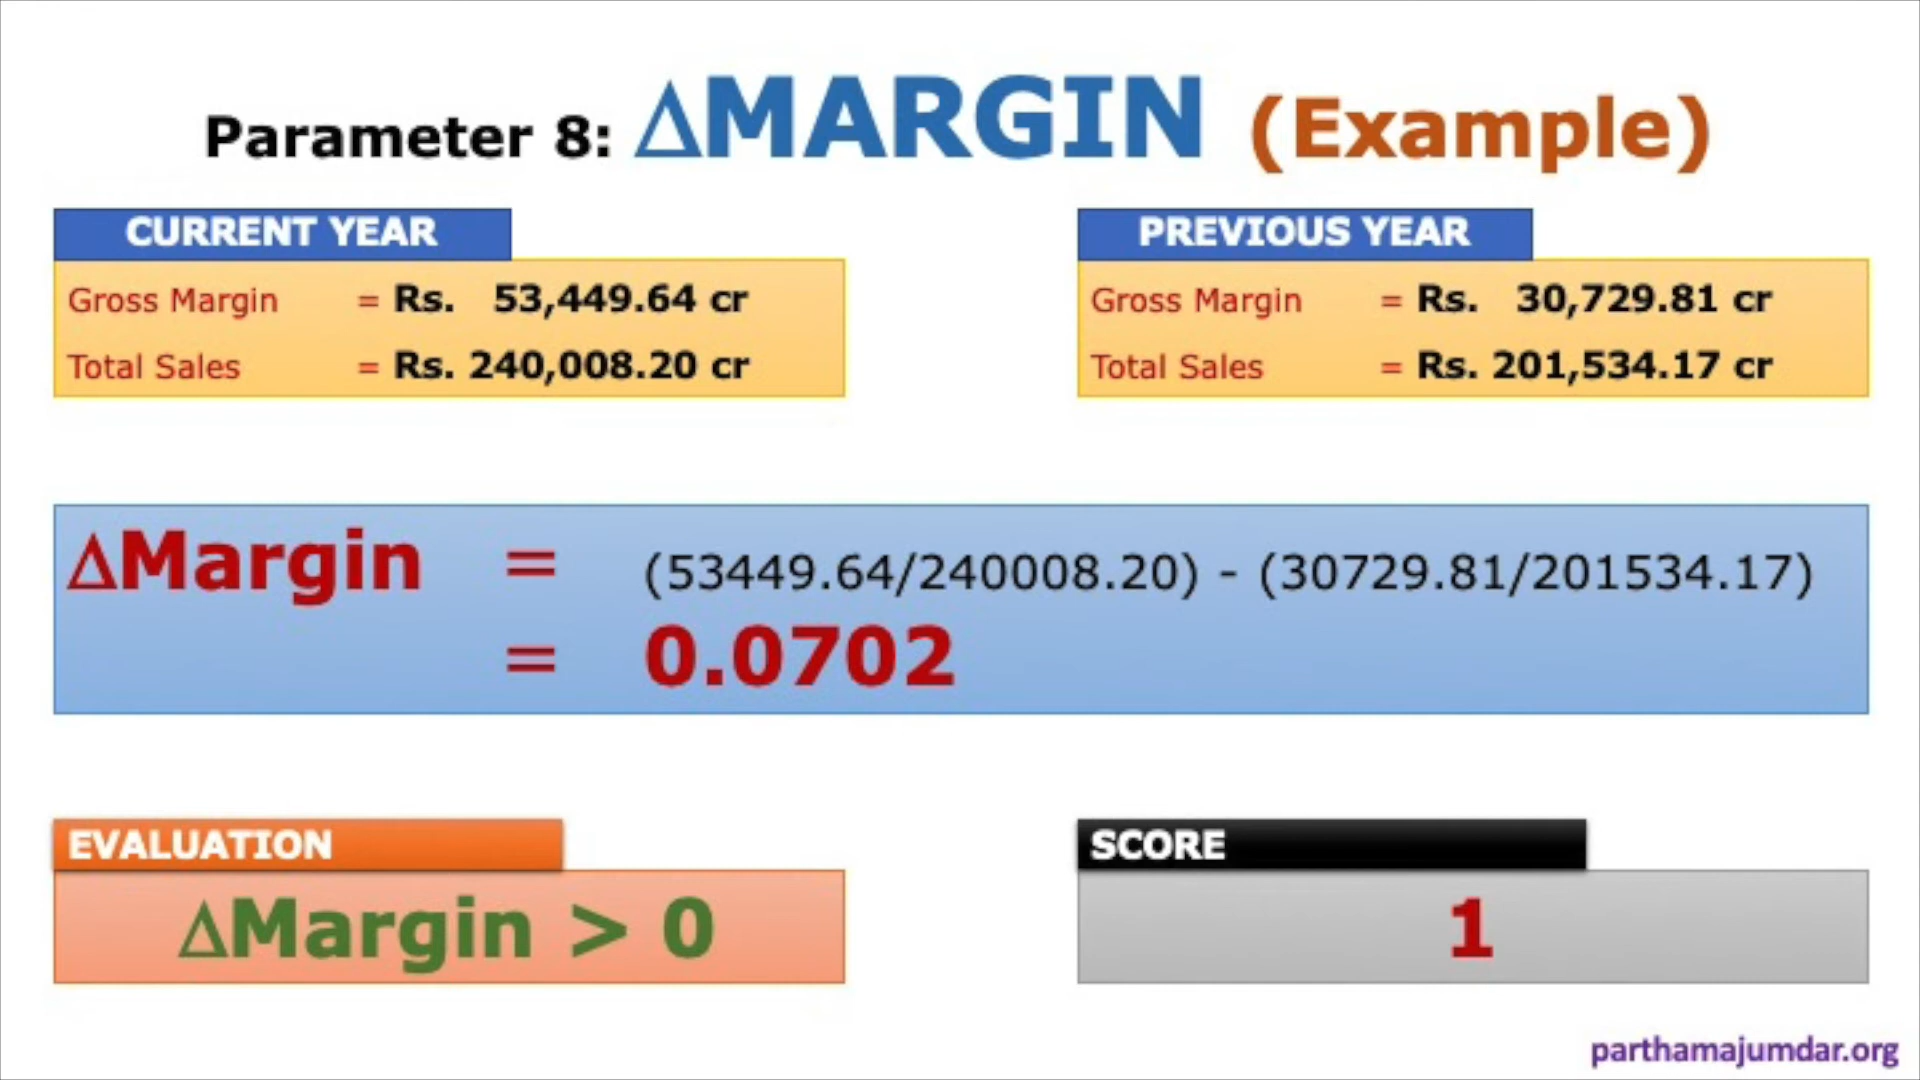 Parameter 8: ΔMARGIN (Example)
CURRENT YEAR
Gross Margin = Rs. 53,449.64 cr
Total Sales = Rs. 240,008.20 cr
PREVIOUS YEAR
Gross Margin = Rs. 30,729.81 cr
Total Sales = Rs. 201,534.17 cr
ΔMargin = (53449.64/240008.20) - (30729.81/201534.17)
= 0.0702
EVALUATION
ΔMargin > 0
SCORE
1
parthamajumdar.org